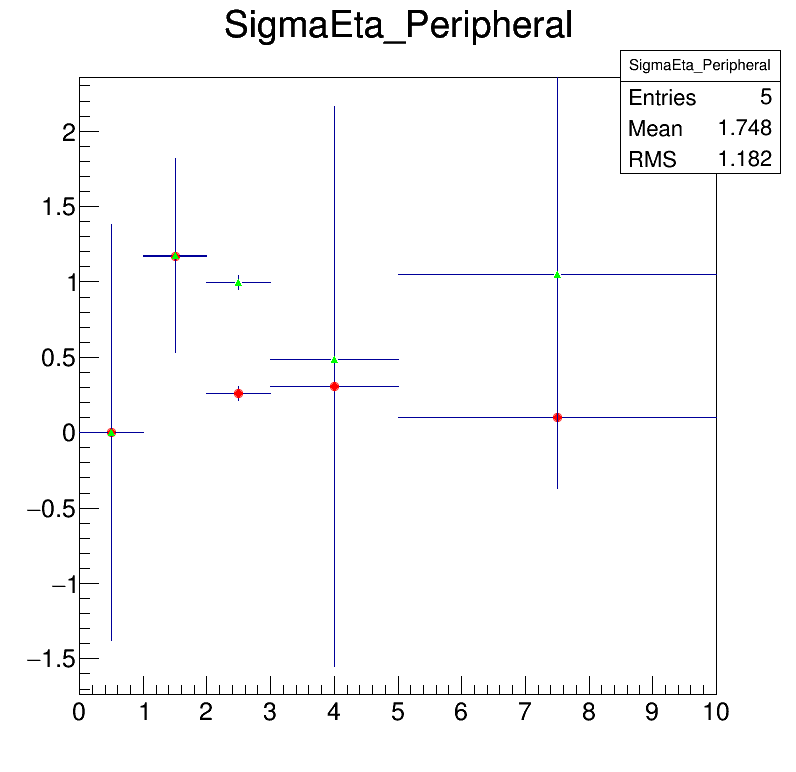 SigmaEta_Peripheral
SigmaEta_Peripheral
Entries 5
Mean 1.748
RMS 1.182
2
1.5
1
0.5
0
−0.5
−1
−1.5
0 1 2 3 4 5 6 7 8 9 10